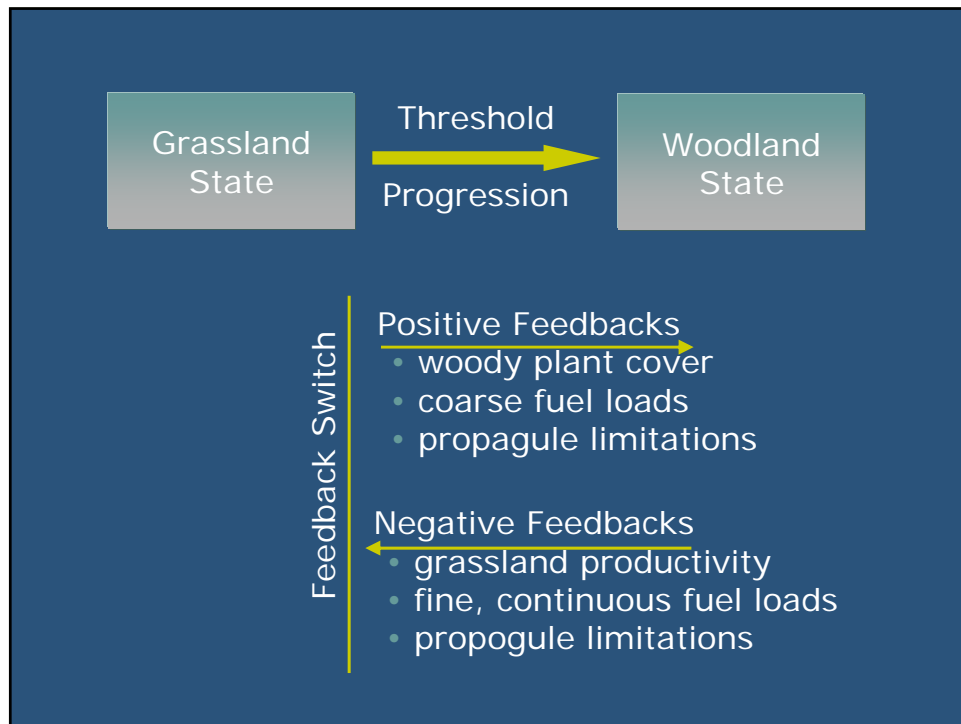 Grassland
State
Threshold
Progression
Woodland
State
Feedback Switch
Positive Feedbacks
• woody plant cover
• coarse fuel loads
• propagule limitations
Negative Feedbacks
• grassland productivity
• fine, continuous fuel loads
• propogule limitations